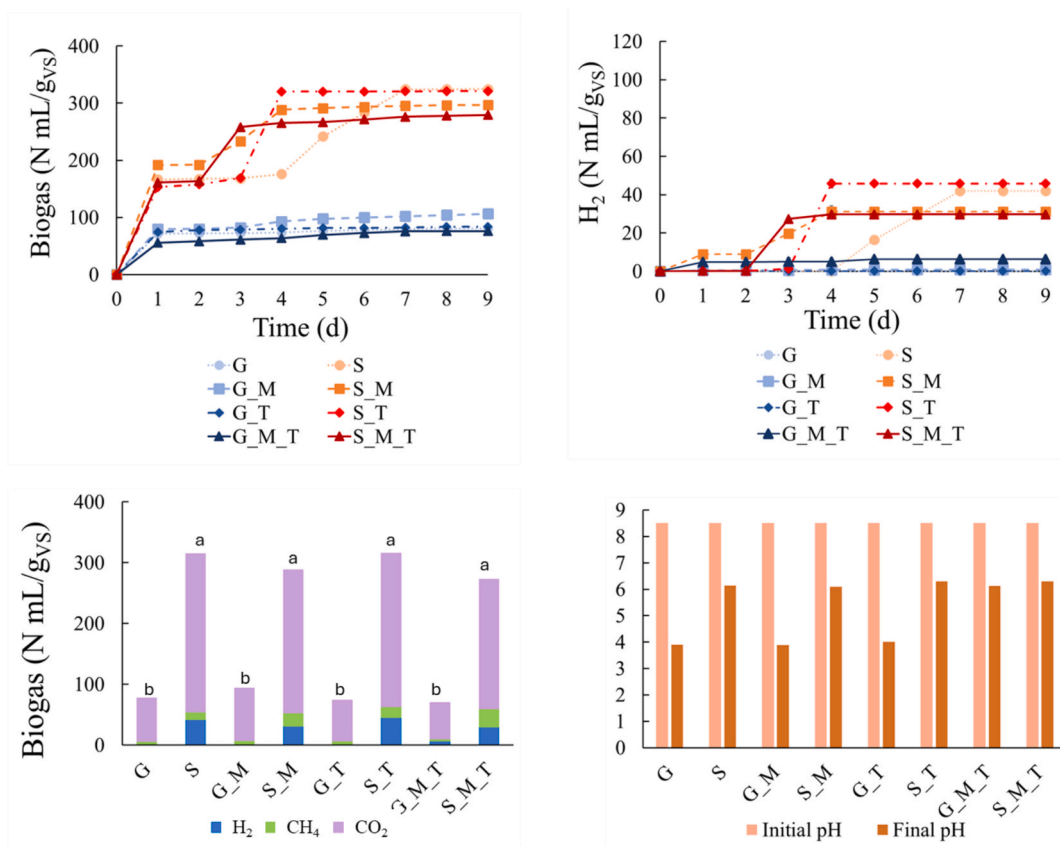 Biogas (N mL/gVS)
400
300
200
100
0
0 1 2 3 4 5 6 7 8 9
Time (d)
G S
G_M S_M
G_T S_T
G_M_T S_M_T
H2 (N mL/gVS)
120
100
80
60
40
20
0
0 1 2 3 4 5 6 7 8 9
Time (d)
G S
G_M S_M
G_T S_T
G_M_T S_M_T
Biogas (N mL/gVS)
400
300
200
100
0
b a b a b a b a
G S G_M S_M G_T S_T G_M_T S_M_T
H2 CH4 CO2
9
8
7
6
5
4
3
2
1
0
G S G_M S_M G_T S_T G_M_T S_M_T
Initial pH Final pH